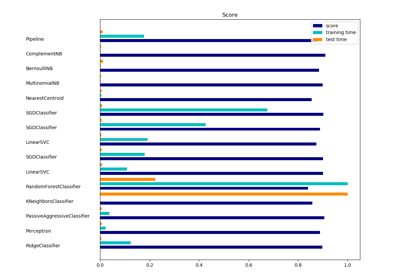 Score
score
training time
test time
Pipeline
ComplementNB
BernoulliNB
MultinomialNB
NearestCentroid
SGDClassifier
SGDClassifier
LinearSVC
SGDClassifier
LinearSVC
RandomForestClassifier
KNeighborsClassifier
PassiveAggressiveClassifier
Perceptron
RidgeClassifier
0.0 0.2 0.4 0.6 0.8 1.0